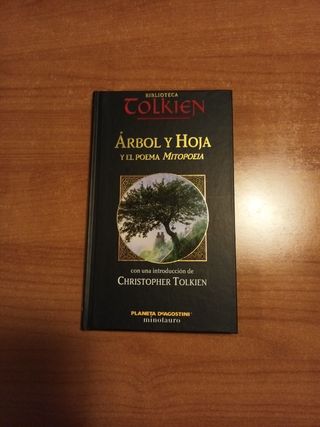 BIBLIOTECA
TOLKIEN
ÁRBOL Y HOJA
Y EL POEMA MITOPOEIA
con una introducción de
CHRISTOPHER TOLKIEN
PLANETA DEAGOSTINI
minotauro